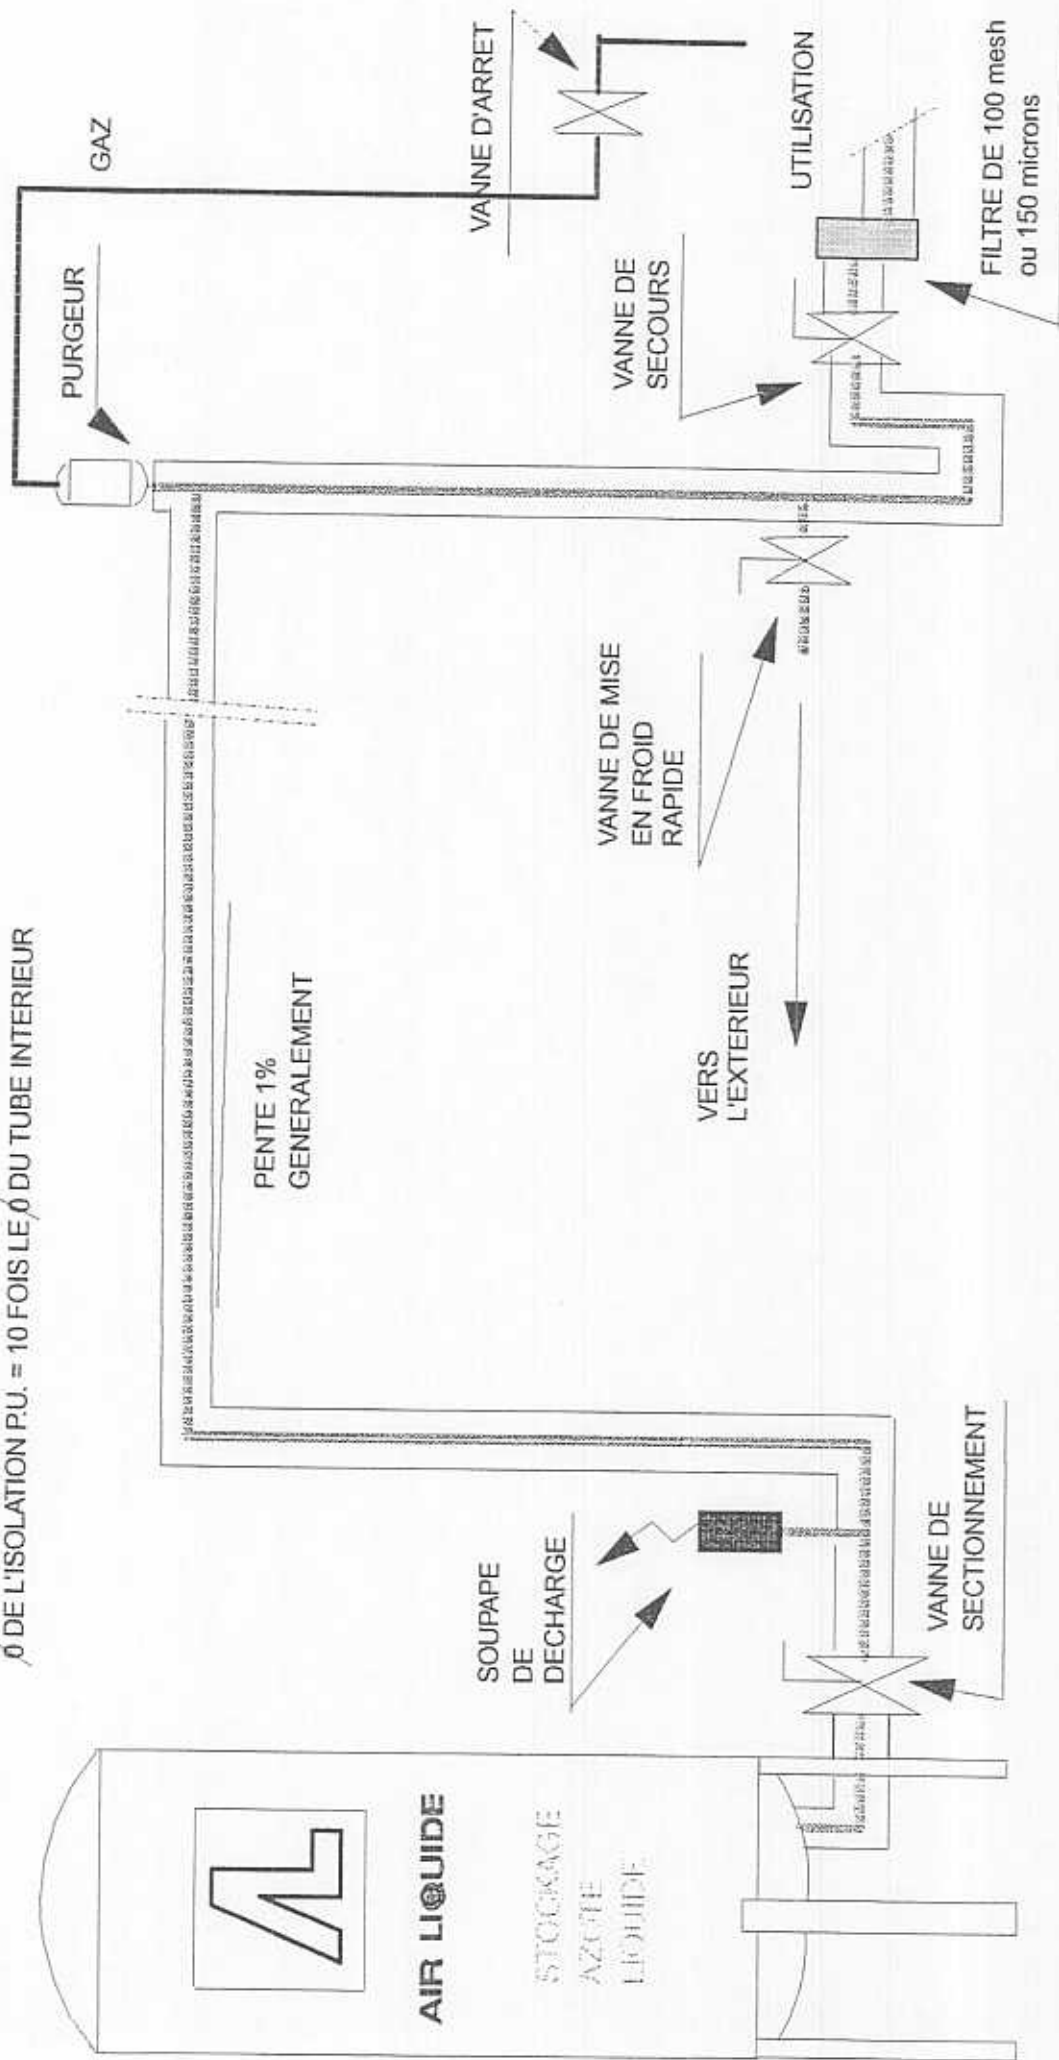 Ø DE L'ISOLATION P.U. = 10 FOIS LE Ø DU TUBE INTERIEUR
PURGEUR
GAZ
VANNE D'ARRET
PENTE 1%
GENERALEMENT
AIR LIQUIDE
STOCKAGE
AZOTE
LIQUIDE
SOUPAPE
DE
DECHARGE
VANNE DE MISE
EN FROID
RAPIDE
VANNE DE
SECOURS
VERS
L'EXTERIEUR
UTILISATION
VANNE DE
SECTIONNEMENT
FILTRE DE 100 mesh
ou 150 microns